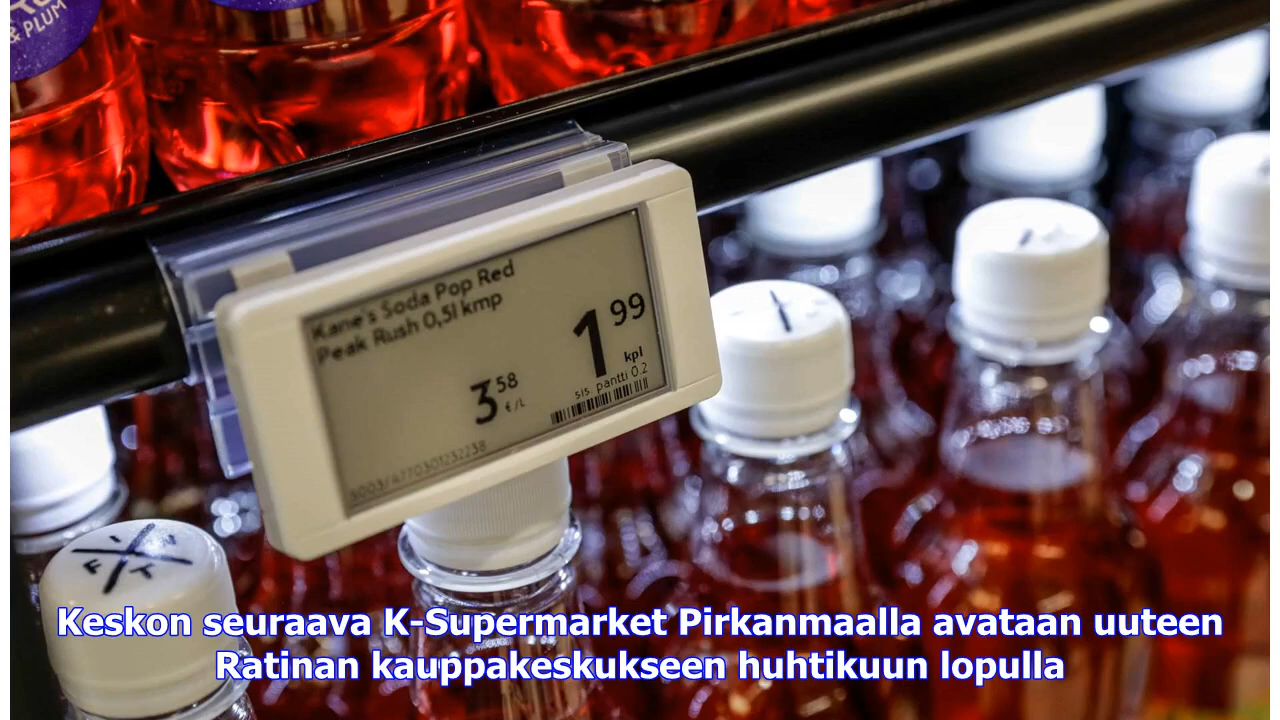 & PLUM
Kane's Soda Pop Red
Peak Rush 0,5l kmp
1 99
kpl
3 58
€/L
sis. pantti 0.2
Keskon seuraava K-Supermarket Pirkanmaalla avataan uuteen
Ratinan kauppakeskukseen huhtikuun lopulla